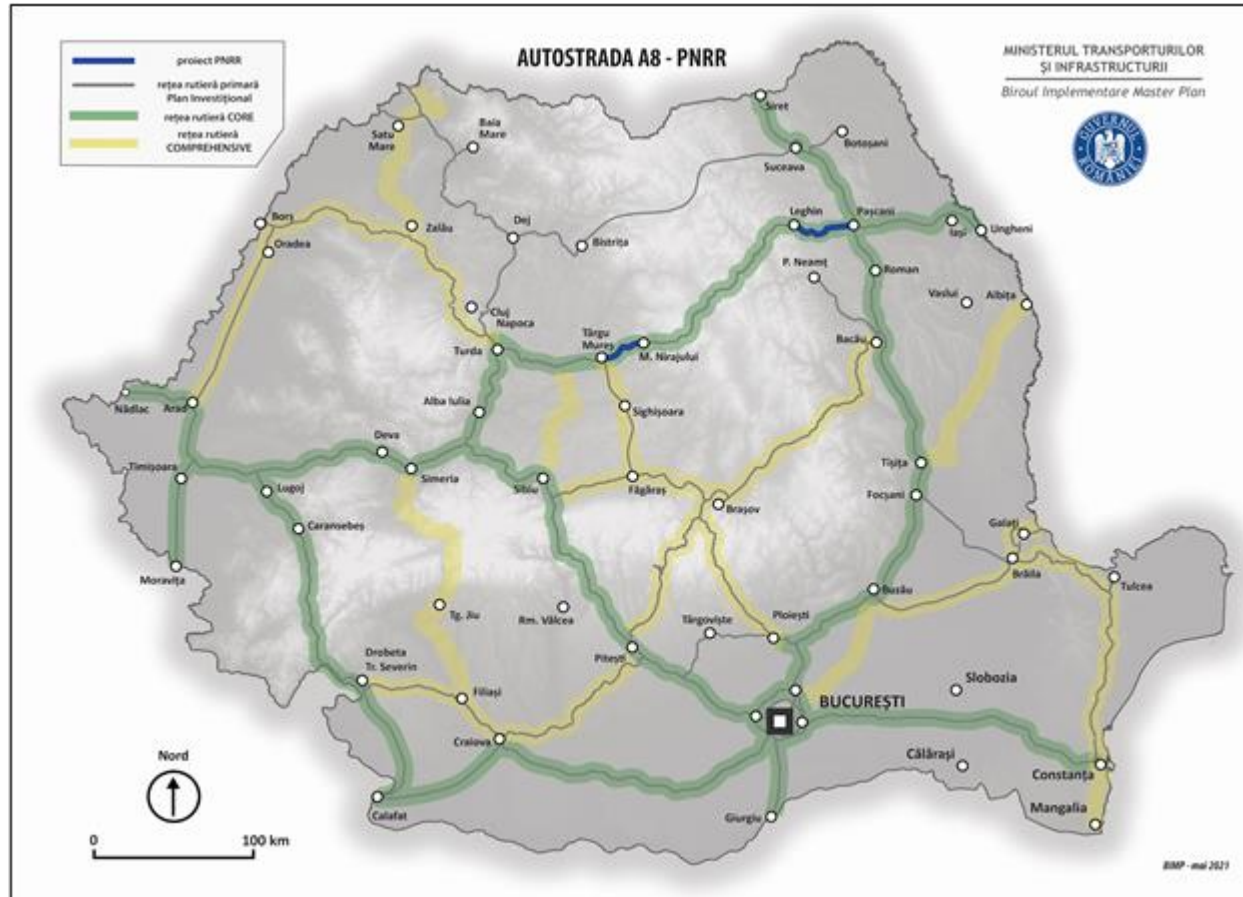 AUTOSTRADA A8 - PNRR
MINISTERUL TRANSPORTURILOR
ȘI INFRASTRUCTURII
Biroul Implementare Master Plan
GUVERNUL
ROMÂNIEI
proiect PNRR
rețea rutieră primară
Plan Investițional
rețea rutieră CORE
rețea rutieră
COMPREHENSIVE
Siret
Satu
Mare
Baia
Mare
Botoșani
Suceava
Leghin
Pașcani
Iași
Ungheni
Borș
Oradea
Zalău
Dej
Bistrița
P. Neamț
Roman
Vaslui
Albița
Cluj
Napoca
Turda
Târgu
Mureș
M. Nirajului
Bacău
Nădlac
Arad
Alba Iulia
Sighișoara
Deva
Timișoara
Lugoj
Simeria
Sibiu
Făgăraș
Brașov
Tișița
Focșani
Caransebeș
Galați
Brăila
Tulcea
Moravița
Tg. Jiu
Rm. Vâlcea
Târgoviște
Ploiești
Buzău
Drobeta
Tr. Severin
Filiași
Pitești
BUCUREȘTI
Slobozia
Craiova
Călărași
Constanța
Mangalia
Calafat
Giurgiu
Nord
0 100 km
BIMP - mai 2021